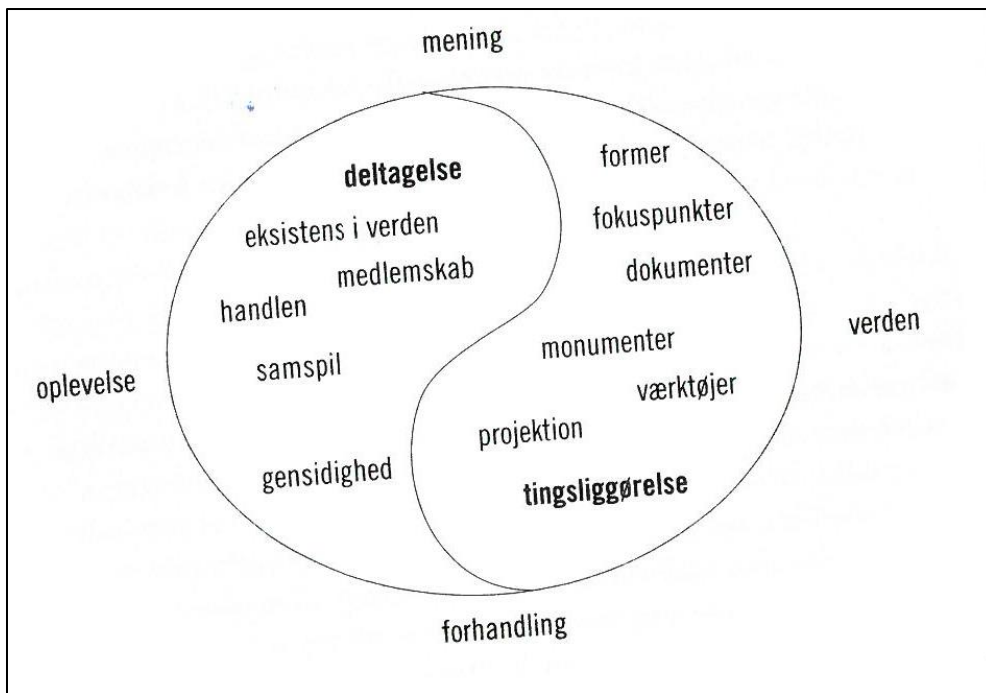 mening
deltagelse
eksistens i verden
medlemskab
handlen
samspil
gensidighed
former
fokuspunkter
dokumenter
monumenter
værktøjer
projektion
tingsliggørelse
oplevelse
verden
forhandling